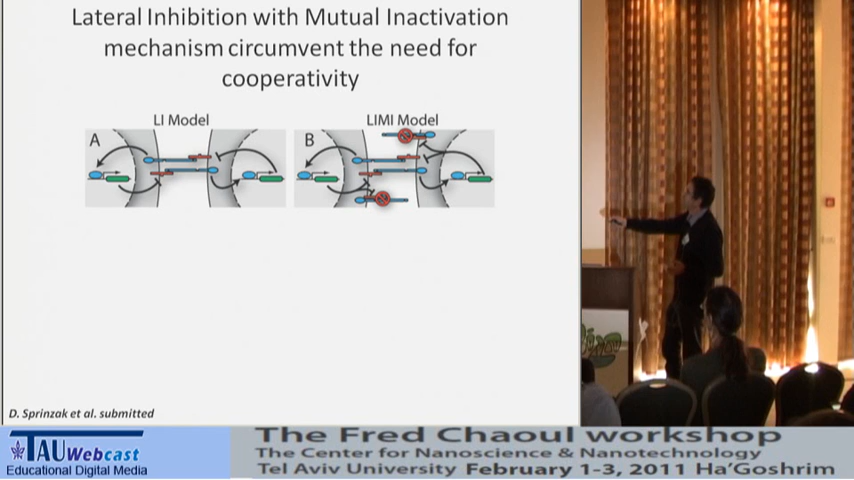 Lateral Inhibition with Mutual Inactivation
mechanism circumvent the need for
cooperativity
LI Model
LIMI Model
A
B
D. Sprinzak et al. submitted
TAU Webcast
Educational Digital Media
The Fred Chaoul workshop
The Center for Nanoscience & Nanotechnology
Tel Aviv University February 1-3, 2011 Ha'Goshrim